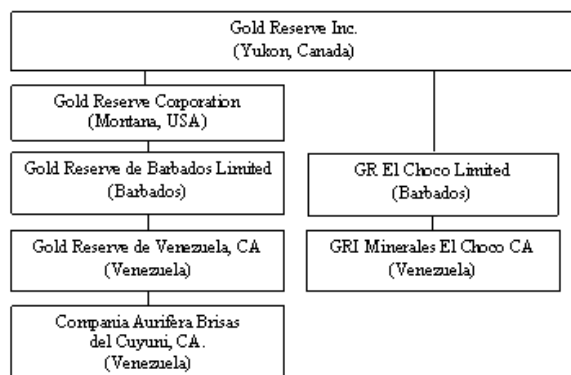 Gold Reserve Inc.
(Yukon, Canada)
Gold Reserve Corporation
(Montana, USA)
Gold Reserve de Barbados Limited
(Barbados)
GR El Choco Limited
(Barbados)
Gold Reserve de Venezuela, CA
(Venezuela)
GRI Minerales El Choco CA
(Venezuela)
Compania Aurifera Brisas
del Cuyuni, CA.
(Venezuela)